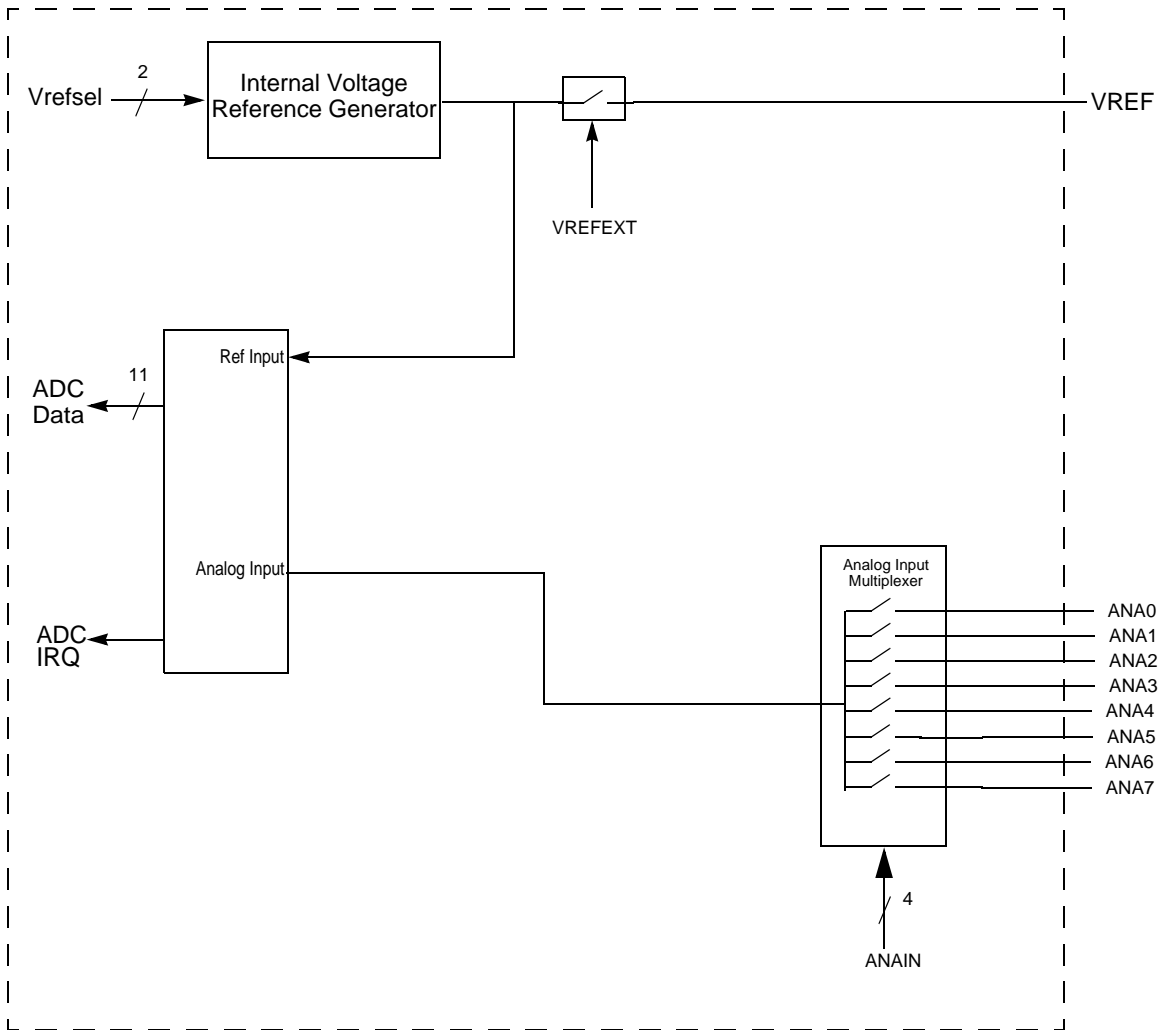 2
Vrefsel
Internal Voltage
Reference Generator
VREF
VREFEXT
Ref Input
11
ADC
Data
Analog Input
Analog Input
Multiplexer
ANA0
ANA1
ADC
IRQ
ANA2
ANA3
ANA4
ANA5
ANA6
ANA7
4
ANAIN